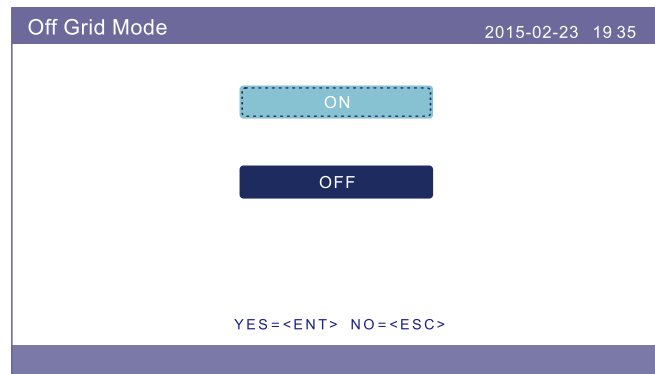 Off Grid Mode 2015-02-23 19 35
ON
OFF
YES=<ENT> NO=<ESC>